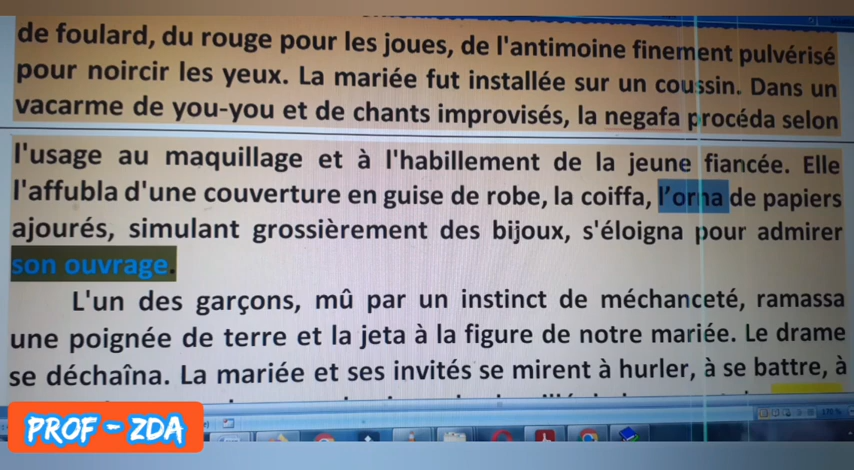 de foulard, du rouge pour les joues, de l'antimoine finement pulvérisé
pour noircir les yeux. La mariée fut installée sur un coussin. Dans un
vacarme de you-you et de chants improvisés, la negafa procéda selon
l'usage au maquillage et à l'habillement de la jeune fiancée. Elle
l'affubla d'une couverture en guise de robe, la coiffa, l'orna de papiers
ajourés, simulant grossièrement des bijoux, s'éloigna pour admirer
son ouvrage.
L'un des garçons, mû par un instinct de méchanceté, ramassa
une poignée de terre et la jeta à la figure de notre mariée. Le drame
se déchaîna. La mariée et ses invités se mirent à hurler, à se battre, à
PROF - ZDA
170 %